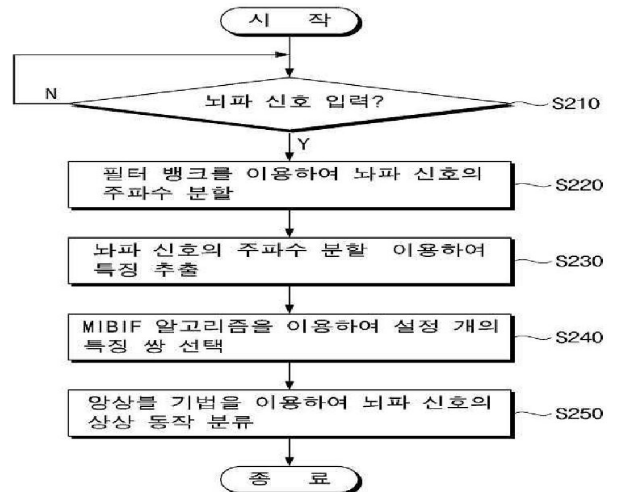 시 작
N
뇌파 신호 입력?
S210
Y
필터 뱅크를 이용하여 뇌파 신호의
주파수 분할
S220
뇌파 신호의 주파수 분할 이용하여
특징 추출
S230
MIBIF 알고리즘을 이용하여 설정 개의
특징 쌍 선택
S240
앙상블 기법을 이용하여 뇌파 신호의
상상 동작 분류
S250
종 료